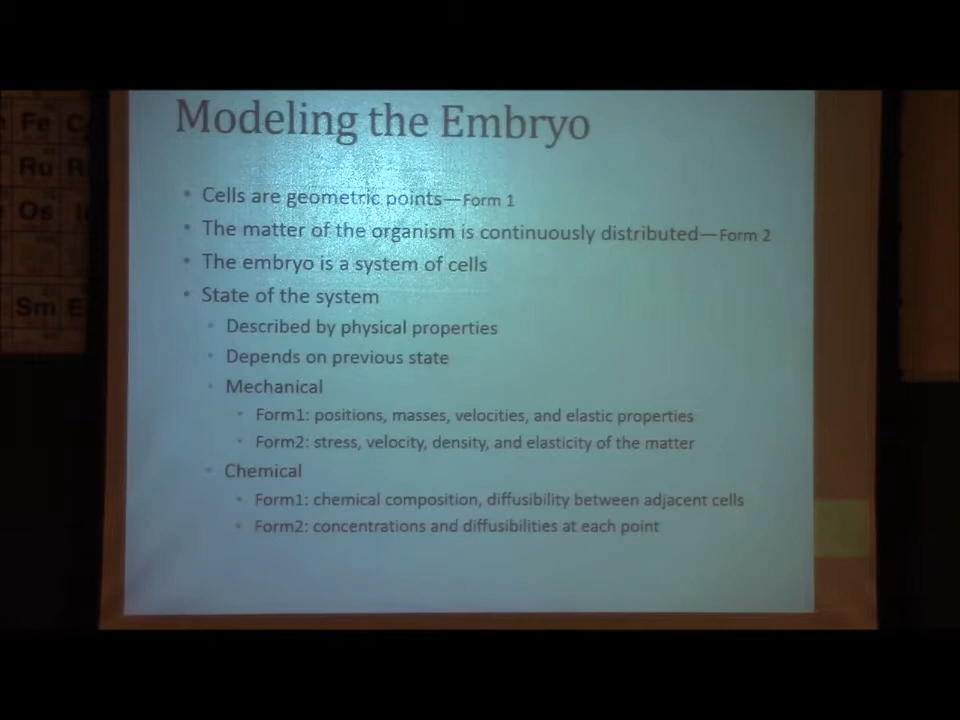 Modeling the Embryo
• Cells are geometric points—Form 1
• The matter of the organism is continuously distributed—Form 2
• The embryo is a system of cells
• State of the system
• Described by physical properties
• Depends on previous state
• Mechanical
• Form1: positions, masses, velocities, and elastic properties
• Form2: stress, velocity, density, and elasticity of the matter
• Chemical
• Form1: chemical composition, diffusibility between adjacent cells
• Form2: concentrations and diffusibilities at each point
Fe
Ru
Os
Sm